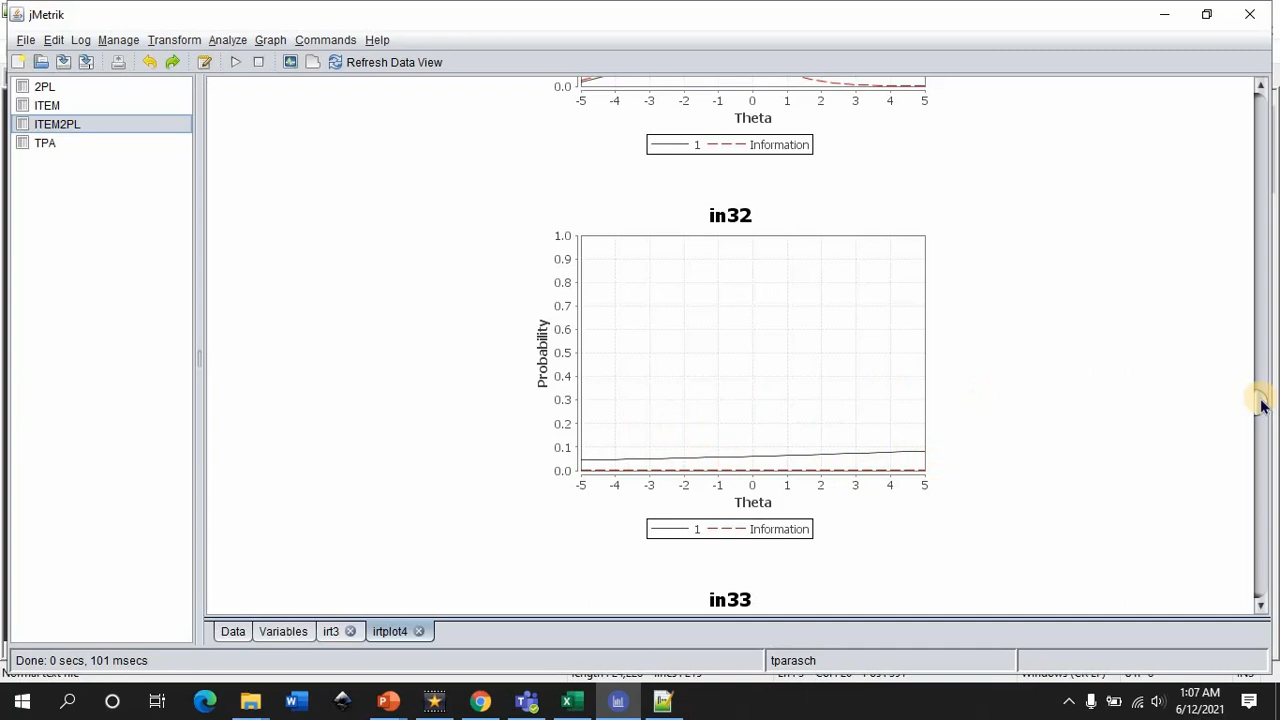 jMetrik
File Edit Log Manage Transform Analyze Graph Commands Help
Refresh Data View
2PL
ITEM
ITEM2PL
TPA
0.0
-5 -4 -3 -2 -1 0 1 2 3 4 5
Theta
1 Information
in32
1.0
0.9
0.8
0.7
0.6
0.5
0.4
0.3
0.2
0.1
0.0
Probability
-5 -4 -3 -2 -1 0 1 2 3 4 5
Theta
1 Information
in33
Data Variables irt3 irtplot4
Done: 0 secs, 101 msecs tparasch
1:07 AM
6/12/2021